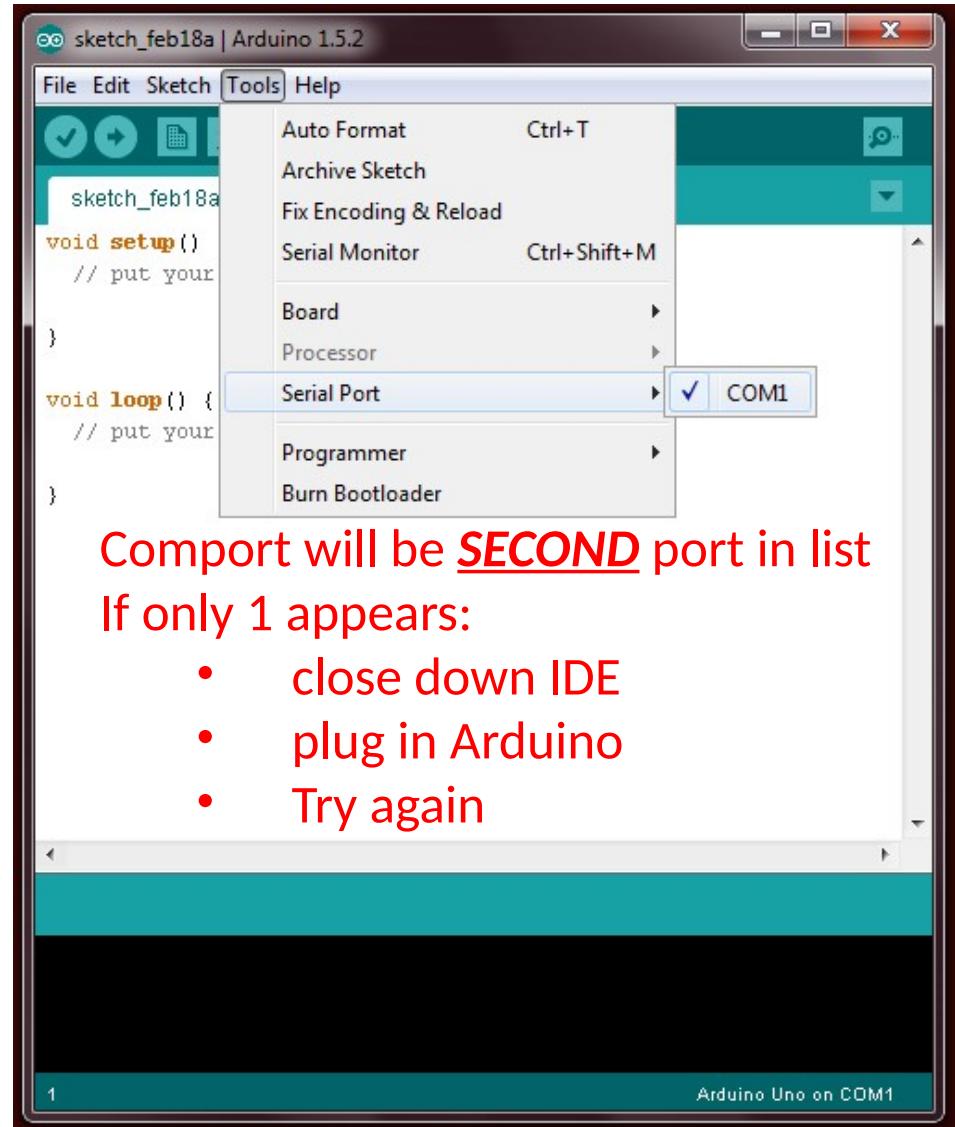 sketch_feb18a | Arduino 1.5.2
File Edit Sketch Tools Help
Auto Format Ctrl+T
Archive Sketch
sketch_feb18a
Fix Encoding & Reload
Serial Monitor Ctrl+Shift+M
Board
Processor
Serial Port
COM1
Programmer
Burn Bootloader
void setup()
// put your
}
void loop() {
// put your
}
Comport will be SECOND port in list
If only 1 appears:
• close down IDE
• plug in Arduino
• Try again
1 Arduino Uno on COM1